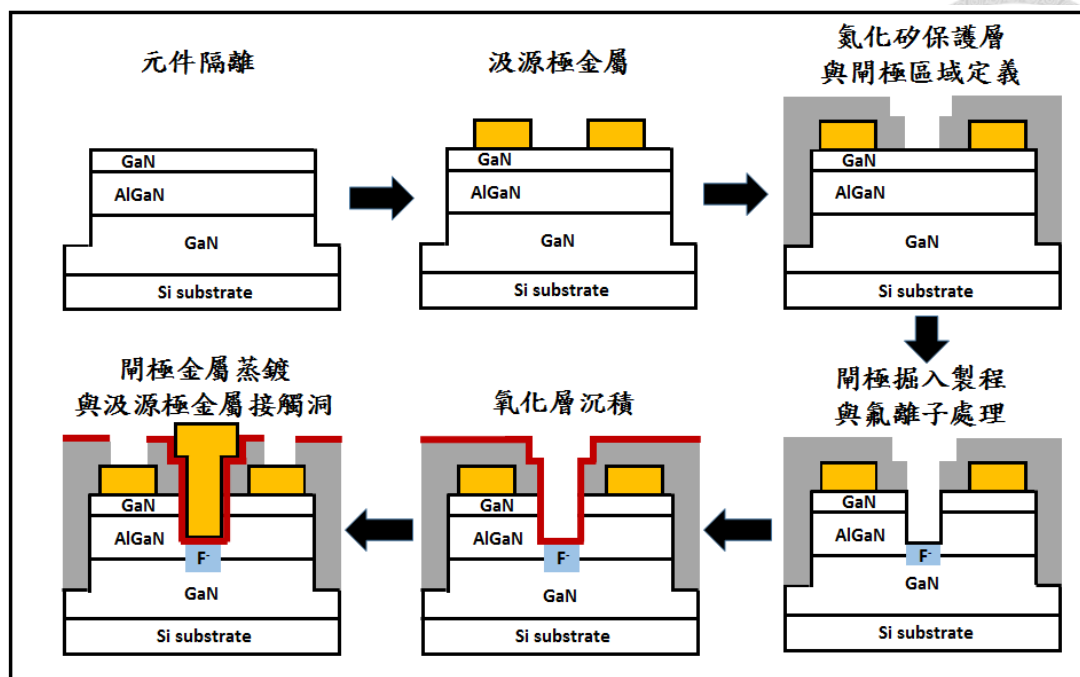 元件隔離
GaN
AlGaN
GaN
Si substrate
汲源極金屬
GaN
AlGaN
GaN
Si substrate
氮化矽保護層
與閘極區域定義
GaN
AlGaN
GaN
Si substrate
閘極掘入製程
與氟離子處理
GaN
AlGaN
F-
GaN
Si substrate
氧化層沉積
GaN
AlGaN
F-
GaN
Si substrate
閘極金屬蒸鍍
與汲源極金屬接觸洞
GaN
AlGaN
F-
GaN
Si substrate